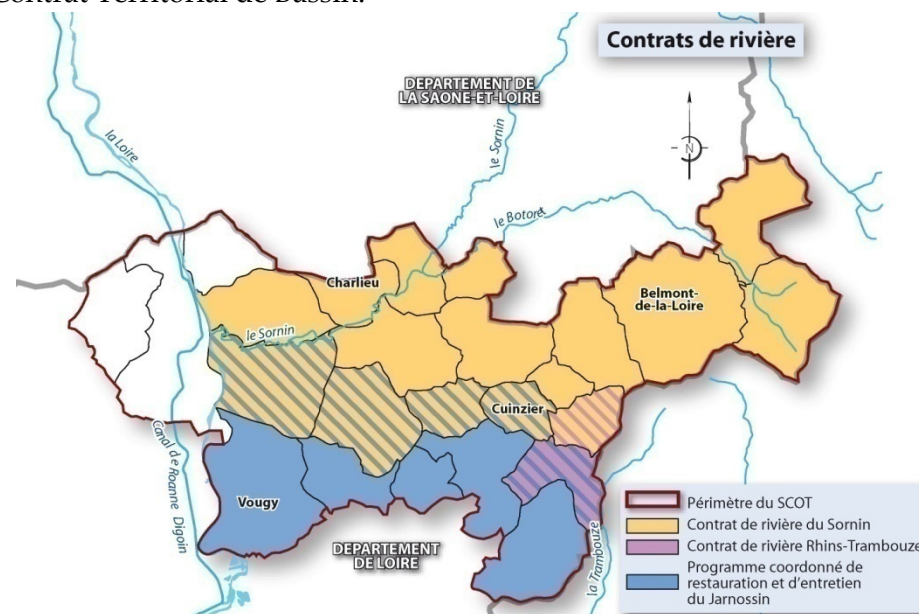 Contrat Territorial de Bassin.
Contrats de rivière
DEPARTEMENT DE
LA SAONE-ET-LOIRE
la Loire
le Sornin
N
le Botoret
Charlieu
Belmont-
de-la-Loire
le Sornin
Cuinzier
Canal de
Roanne Digoin
Vougy
DEPARTEMENT
DE LOIRE
la Trambouze
Périmètre du SCOT
Contrat de rivière du Sornin
Contrat de rivière Rhins-Trambouze
Programme coordonné de
restauration et d'entretien
du Jarnossin